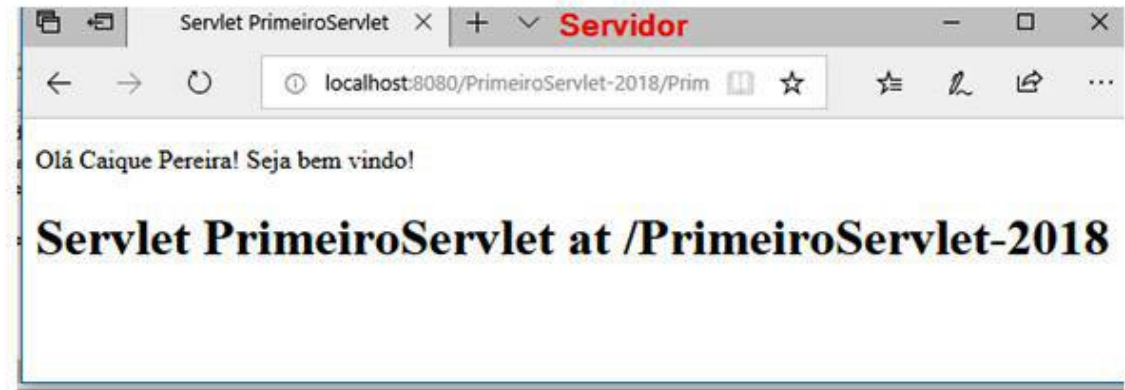 Servlet PrimeiroServlet
Servidor
localhost:8080/PrimeiroServlet-2018/Prim
Olá Caique Pereira! Seja bem vindo!
Servlet PrimeiroServlet at /PrimeiroServlet-2018